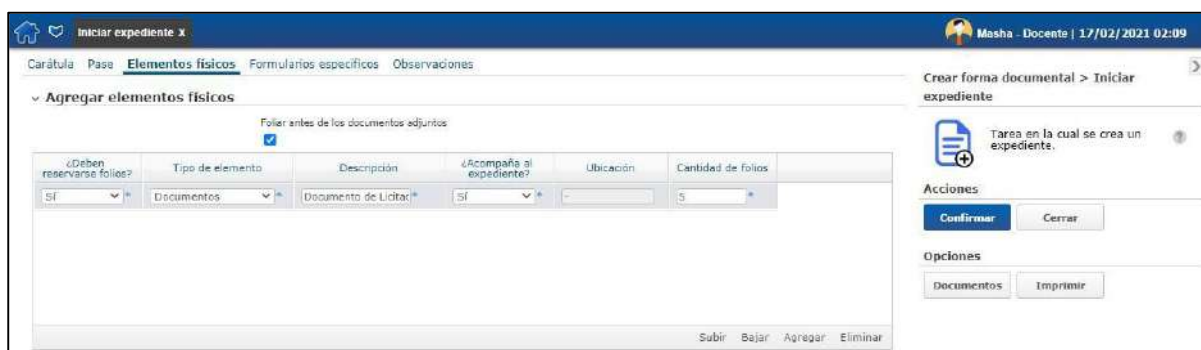 Iniciar expediente X
Masha - Docente | 17/02/2021 02:09
Carátula Pase Elementos físicos Formularios específicos Observaciones
Agregar elementos físicos
Foliar antes de los documentos adjuntos
¿Deben reservarse folios? Tipo de elemento Descripción ¿Acompaña al expediente? Ubicación Cantidad de folios
SÍ * Documentos * Documento de Licitac * SÍ * - 5 *
Subir Bajar Agregar Eliminar
Crear forma documental > Iniciar
expediente
Tarea en la cual se crea un
expediente.
Acciones
Confirmar Cerrar
Opciones
Documentos Imprimir